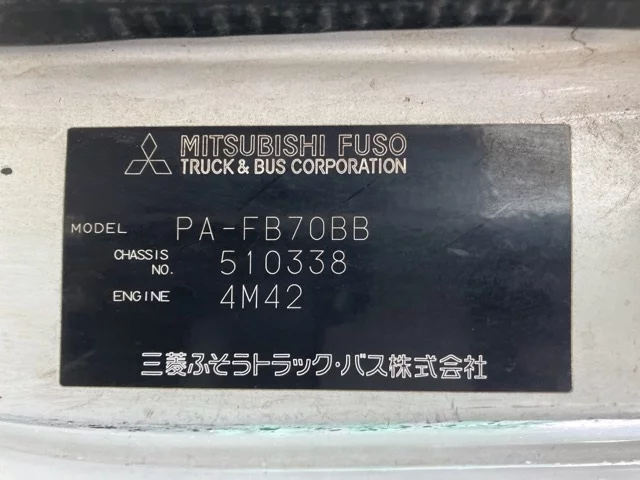 MITSUBISHI FUSO
TRUCK & BUS CORPORATION
MODEL PA-FB70BB
CHASSIS NO. 510338
ENGINE 4M42
三菱ふそうトラック・バス株式会社